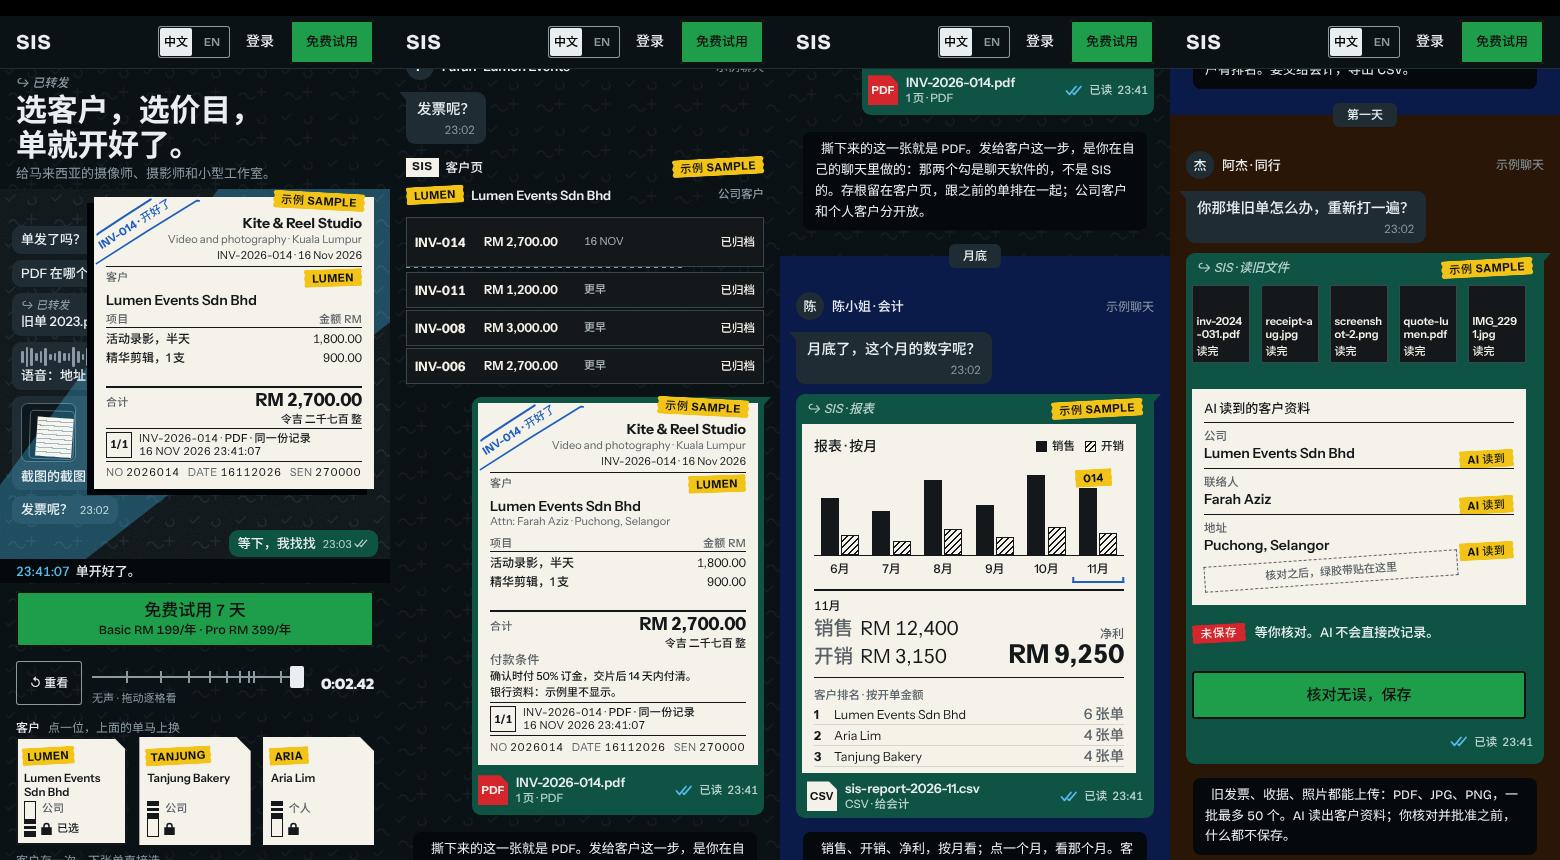 SIS
中文
EN
登录
免费试用
↪ 已转发
选客户，选价目，
单就开好了。
给马来西亚的摄像师、摄影师和小型工作室。
单发了吗？
PDF 在哪个
↪ 已转发
旧单 2023.p
语音：地址
截图的截图
发票呢？ 23:02
示例 SAMPLE
INV-014·开好了
Kite & Reel Studio
Video and photography · Kuala Lumpur
INV-2026-014 · 16 Nov 2026
客户
LUMEN
Lumen Events Sdn Bhd
项目 金额 RM
活动录影，半天 1,800.00
精华剪辑，1 支 900.00
合计 RM 2,700.00
令吉 二千七百 整
1/1
INV-2026-014 · PDF · 同一份记录
16 NOV 2026 23:41:07
NO 2026014 DATE 16112026 SEN 270000
等下，我找找 23:03
23:41:07 单开好了。
免费试用 7 天
Basic RM 199/年 · Pro RM 399/年
重看
无声 · 拖动逐格看
0:02.42
客户 点一位，上面的单马上换
LUMEN
Lumen Events Sdn Bhd
公司
已选
TANJUNG
Tanjung Bakery
公司
ARIA
Aria Lim
个人
SIS
中文
EN
登录
免费试用
发票呢？
23:02
SIS
客户页
示例 SAMPLE
LUMEN
Lumen Events Sdn Bhd
公司客户
INV-014 RM 2,700.00 16 NOV 已归档
INV-011 RM 1,200.00 更早 已归档
INV-008 RM 3,000.00 更早 已归档
INV-006 RM 2,700.00 更早 已归档
示例 SAMPLE
INV-014·开好了
Kite & Reel Studio
Video and photography · Kuala Lumpur
INV-2026-014 · 16 Nov 2026
客户
LUMEN
Lumen Events Sdn Bhd
Attn: Farah Aziz · Puchong, Selangor
项目 金额 RM
活动录影，半天 1,800.00
精华剪辑，1 支 900.00
合计 RM 2,700.00
令吉 二千七百 整
付款条件
确认时付 50% 订金，交片后 14 天内付清。
银行资料：示例里不显示。
1/1
INV-2026-014 · PDF · 同一份记录
16 NOV 2026 23:41:07
NO 2026014 DATE 16112026 SEN 270000
PDF
INV-2026-014.pdf
1 页 · PDF
已读 23:41
撕下来的这一张就是 PDF。发给客户这一步，是你在自
SIS
中文
EN
登录
免费试用
PDF
INV-2026-014.pdf
1 页 · PDF
已读 23:41
撕下来的这一张就是 PDF。发给客户这一步，是你在自
己的聊天里做的：那两个勾是聊天软件的，不是 SIS
的。存根留在客户页，跟之前的单排在一起；公司客户
和个人客户分开放。
月底
陈
陈小姐 · 会计
示例聊天
月底了，这个月的数字呢？
23:02
↪ SIS · 报表
示例 SAMPLE
报表 · 按月
销售
开销
014
6月 7月 8月 9月 10月 11月
11月
销售 RM 12,400
开销 RM 3,150
净利
RM 9,250
客户排名 · 按开单金额
1 Lumen Events Sdn Bhd 6 张单
2 Aria Lim 4 张单
3 Tanjung Bakery 4 张单
CSV
sis-report-2026-11.csv
CSV · 给会计
已读 23:41
销售、开销、净利，按月看；点一个月，看那个月。客
SIS
中文
EN
登录
免费试用
户有排名。要交给会计，导出 CSV。
第一天
杰
阿杰 · 同行
示例聊天
你那堆旧单怎么办，重新打一遍？
23:02
↪ SIS · 读旧文件
示例 SAMPLE
inv-2024-031.pdf
读完
receipt-aug.jpg
读完
screenshot-2.png
读完
quote-lumen.pdf
读完
IMG_2291.jpg
读完
AI 读到的客户资料
公司
Lumen Events Sdn Bhd
AI 读到
联络人
Farah Aziz
AI 读到
地址
Puchong, Selangor
AI 读到
核对之后，绿胶带贴在这里
未保存
等你核对。AI 不会直接改记录。
核对无误，保存
已读 23:41
旧发票、收据、照片都能上传：PDF、JPG、PNG，一
批最多 50 个。AI 读出客户资料；你核对并批准之前，
什么都不保存。